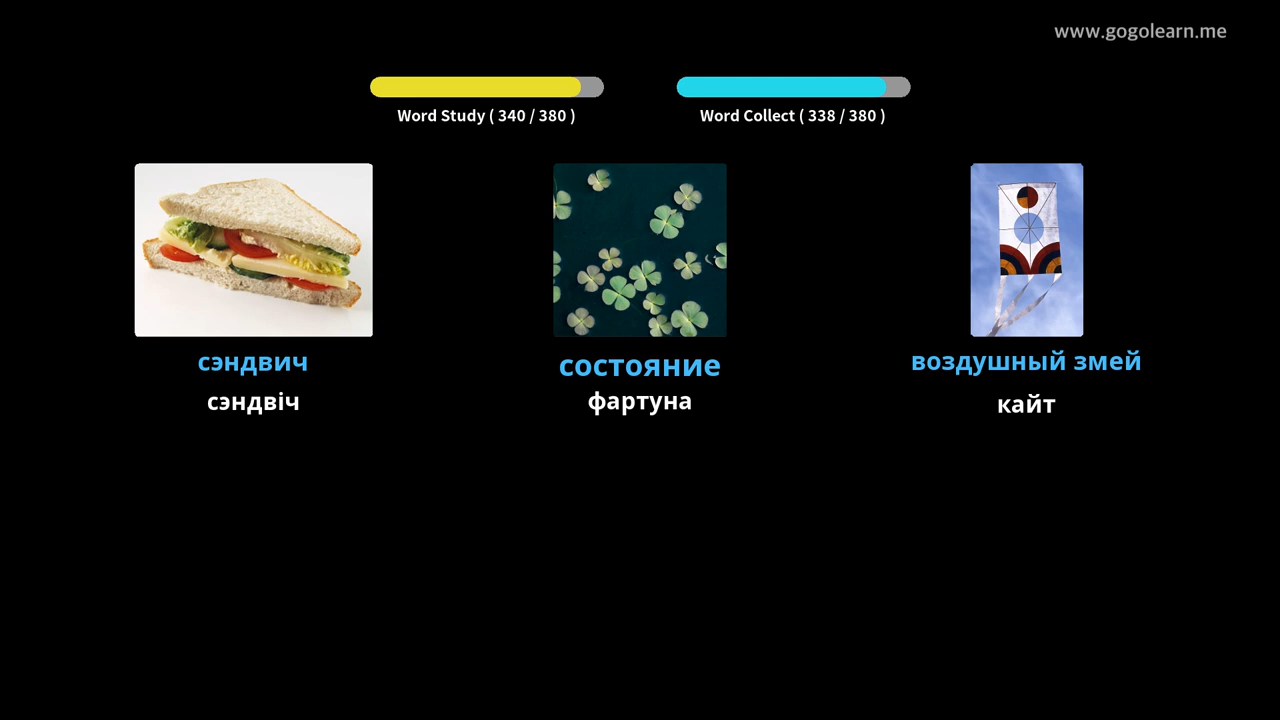 www.gogolearn.me
Word Study ( 340 / 380 )
Word Collect ( 338 / 380 )
сэндвич
состояние
воздушный змей
сэндвіч
фартуна
кайт